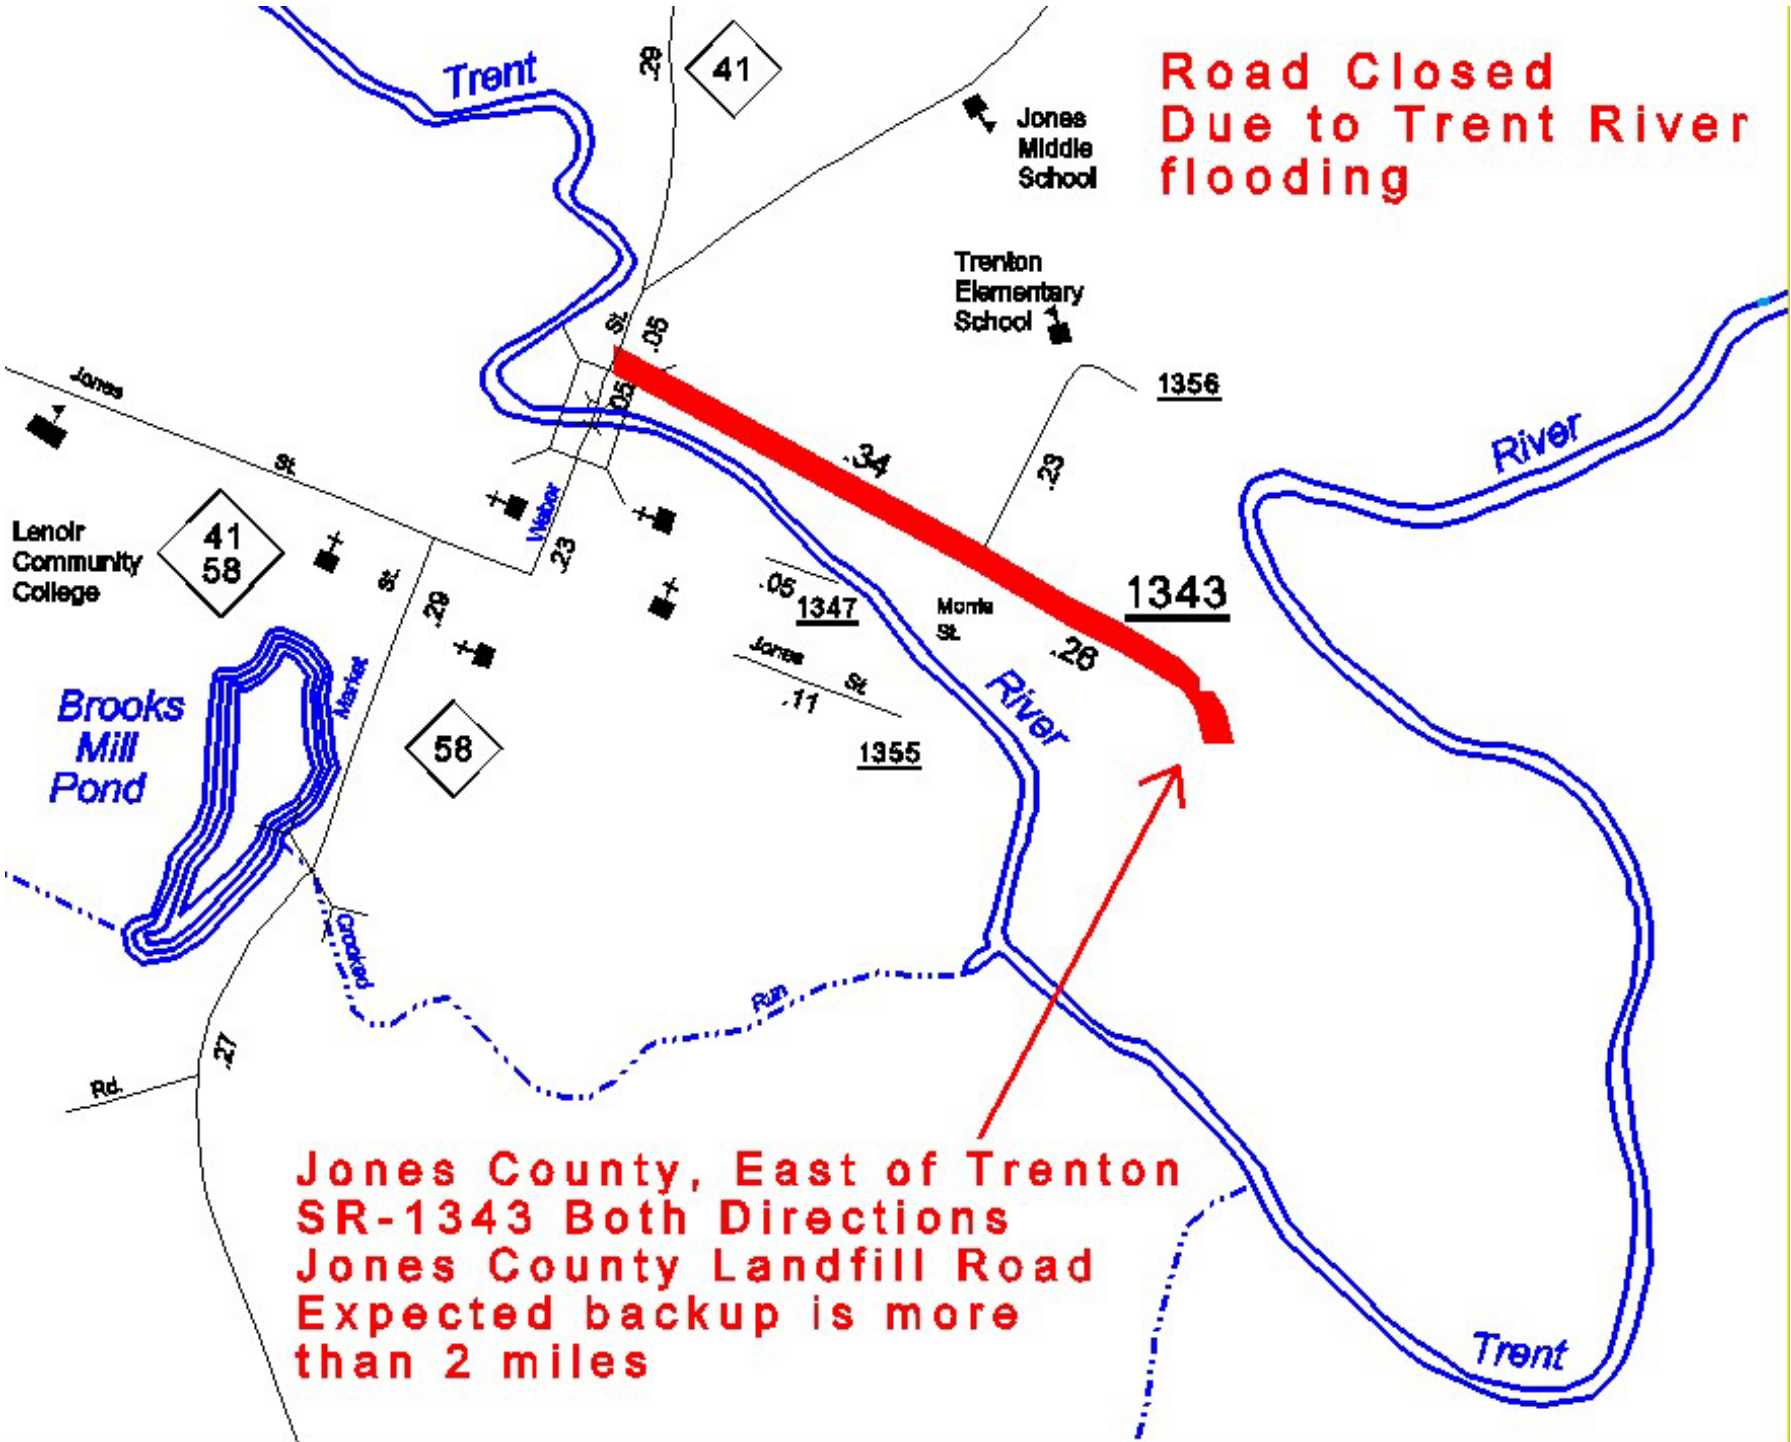 Trent
.29
41
Road Closed
Due to Trent River
flooding
Jones
Middle
School
Trenton
Elementary
School
St.
.05
.05
Jones
St.
1356
River
.34
.23
Lenoir
Community
College
41
58
St.
.29
.23
.05
1347
Morris
St.
1343
.26
Jones
St.
.11
1355
River
Brooks
Mill
Pond
Market
58
Crooked
Run
.27
Rd.
Jones County, East of Trenton
SR-1343 Both Directions
Jones County Landfill Road
Expected backup is more
than 2 miles
Trent